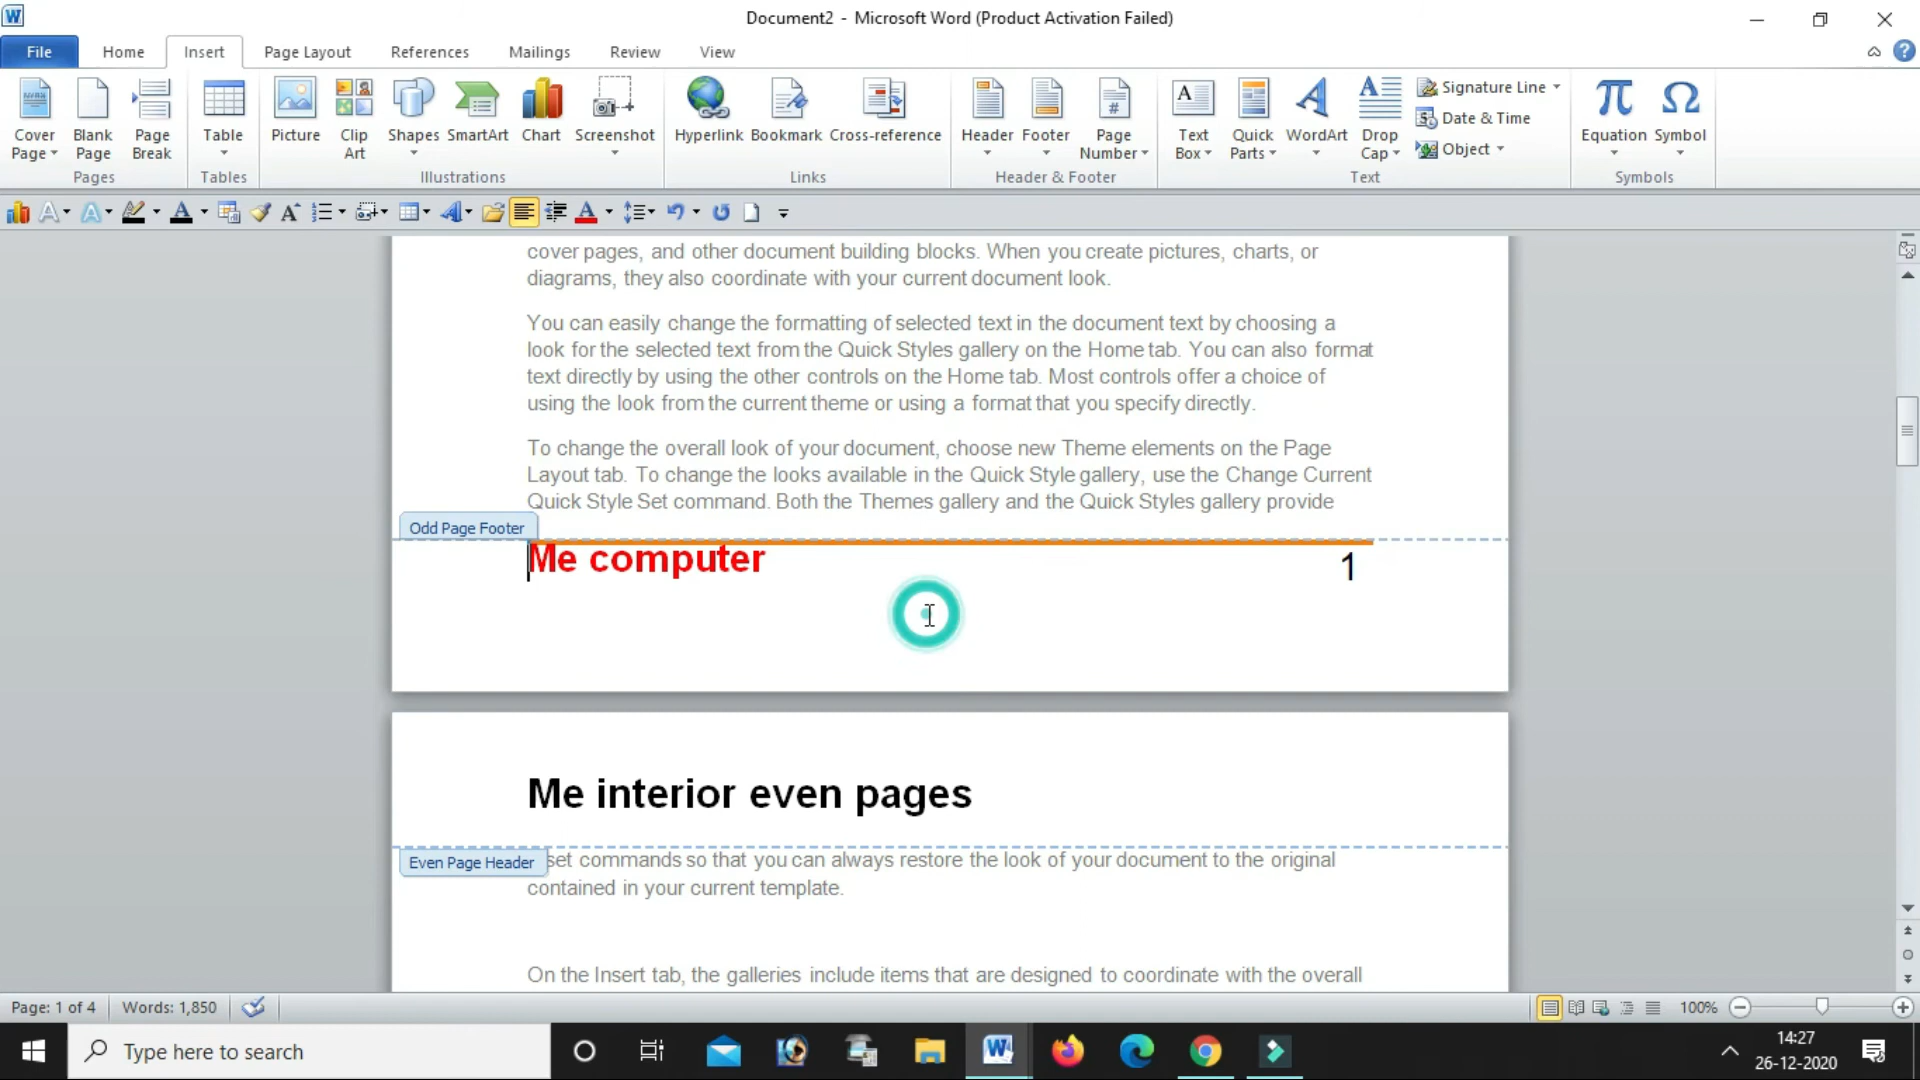 Document2 - Microsoft Word (Product Activation Failed)
File Home Insert Page Layout References Mailings Review View
Cover Page
Blank Page
Page Break
Table
Picture
Clip Art
Shapes
SmartArt
Chart
Screenshot
Hyperlink
Bookmark
Cross-reference
Header
Footer
Page Number
Text Box
Quick Parts
WordArt
Drop Cap
Signature Line
Date & Time
Object
Equation
Symbol
Pages Tables Illustrations Links Header & Footer Text Symbols
cover pages, and other document building blocks. When you create pictures, charts, or
diagrams, they also coordinate with your current document look.
You can easily change the formatting of selected text in the document text by choosing a
look for the selected text from the Quick Styles gallery on the Home tab. You can also format
text directly by using the other controls on the Home tab. Most controls offer a choice of
using the look from the current theme or using a format that you specify directly.
To change the overall look of your document, choose new Theme elements on the Page
Layout tab. To change the looks available in the Quick Style gallery, use the Change Current
Quick Style Set command. Both the Themes gallery and the Quick Styles gallery provide
Odd Page Footer
Me computer 1
Me interior even pages
Even Page Header
set commands so that you can always restore the look of your document to the original
contained in your current template.
On the Insert tab, the galleries include items that are designed to coordinate with the overall
Page: 1 of 4 Words: 1,850 100%
Type here to search
14:27
26-12-2020